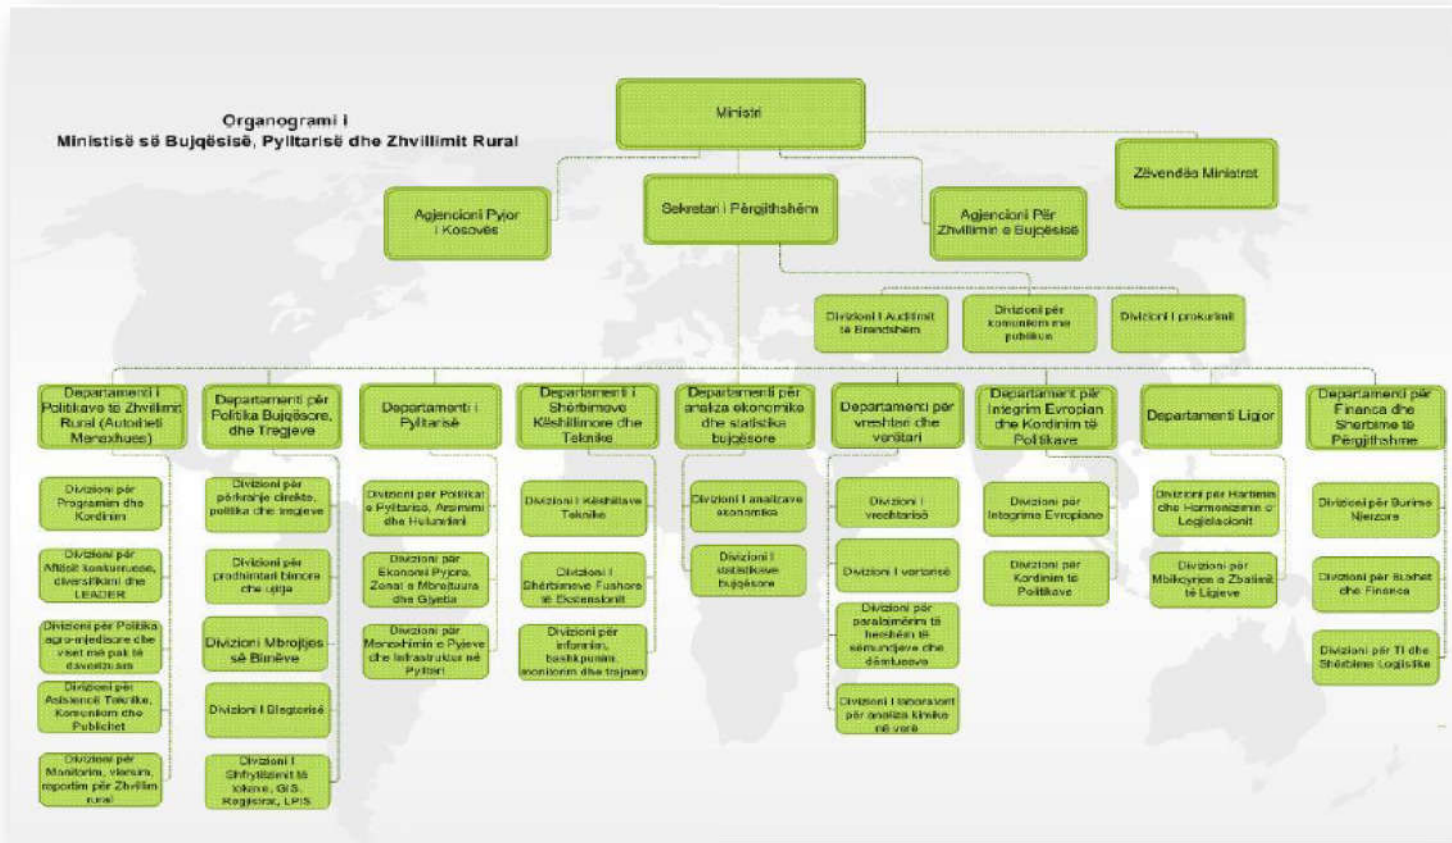 Organogrami i
Ministisë së Bujqësisë, Pylltarisë dhe Zhvillimit Rural
Ministri
Zëvendës Ministrat
Agjencioni Pyjor
i Kosovës
Sekretari i Përgjithshëm
Agjencioni Për
Zhvillimin e Bujqësisë
Divizioni I Auditimit
të Brendshëm
Divizioni për
komunikim me
publikun
Divizioni I prokurimit
Departamenti i
Politikave të Zhvillimit
Rural (Autoriteti
Menaxhues)
Departamenti për
Politika Bujqësore,
dhe Tregjeve
Departamenti i
Pylltarisë
Departamenti i
Shërbimeve
Këshillimore dhe
Teknike
Departamenti për
analiza ekonomike
dhe statistika
bujqësore
Departamenti për
vreshtari dhe
verëtari
Departament për
Integrim Evropian
dhe Kordinim të
Politikave
Departamenti Ligjor
Departamenti për
Financa dhe
Sherbime të
Përgjithshme
Divizioni për
Programim dhe
Kordinim
Divizioni për
Aftësit konkurruese,
diversifikimi dhe
LEADER
Divizioni për Politika
agro-mjedisore dhe
viset me pak të
Divizioni për
Asistencë Teknike,
Komunikim dhe
Publicitet
Divizioni për
Monitorim, vlersim,
raportim për Zhvillim
rural
Divizioni për
përkrahje direkte,
politika dhe tregjeve
Divizioni për
prodhimtari bimore
dhe ujitje
Divizioni Mbrojtjes
së Bimëve
Divizioni I Blegtorisë
Divizioni I
Shfrytëzimit të
tokave, GIS,
Regjistrat, LPIS
Divizioni për Politikat
e Pylltarisë, Arsimimi
dhe Hulumtimi
Divizioni për
Ekonomi Pyjore,
Zonat e Mbrojtuara
dhe Gjuetia
Divizioni për
Menaxhimin e Pyjeve
dhe Infrastruktur në
Pylltari
Divizioni I Këshillave
Teknike
Divizioni I
Shërbimeve Fushore
të Ekstensionit
Divizioni për
informim,
bashkpunim,
monitorim dhe trajnim
Divizioni I analizave
ekonomike
Divizioni I
statistikave
bujqësore
Divizioni I
vreshtarisë
Divizioni I vertarisë
Divizioni për
paralajmërim të
hershëm të
sëmundjeve dhe
dëmtuesve
Divizioni I laboratorit
për analiza kimike
në verë
Divizioni për
Integrime Evropiane
Divizioni për
Kordinim të
Politikave
Divizioni për Hartimin
dhe Harmonizimin e
Legjislacionit
Divizioni për
Mbikqyrjen e Zbatimit
të Ligjeve
Divizioni për Burime
Njerzore
Divizioni për Buxhet
dhe Financa
Divizioni për TI dhe
Shërbime Logjistike